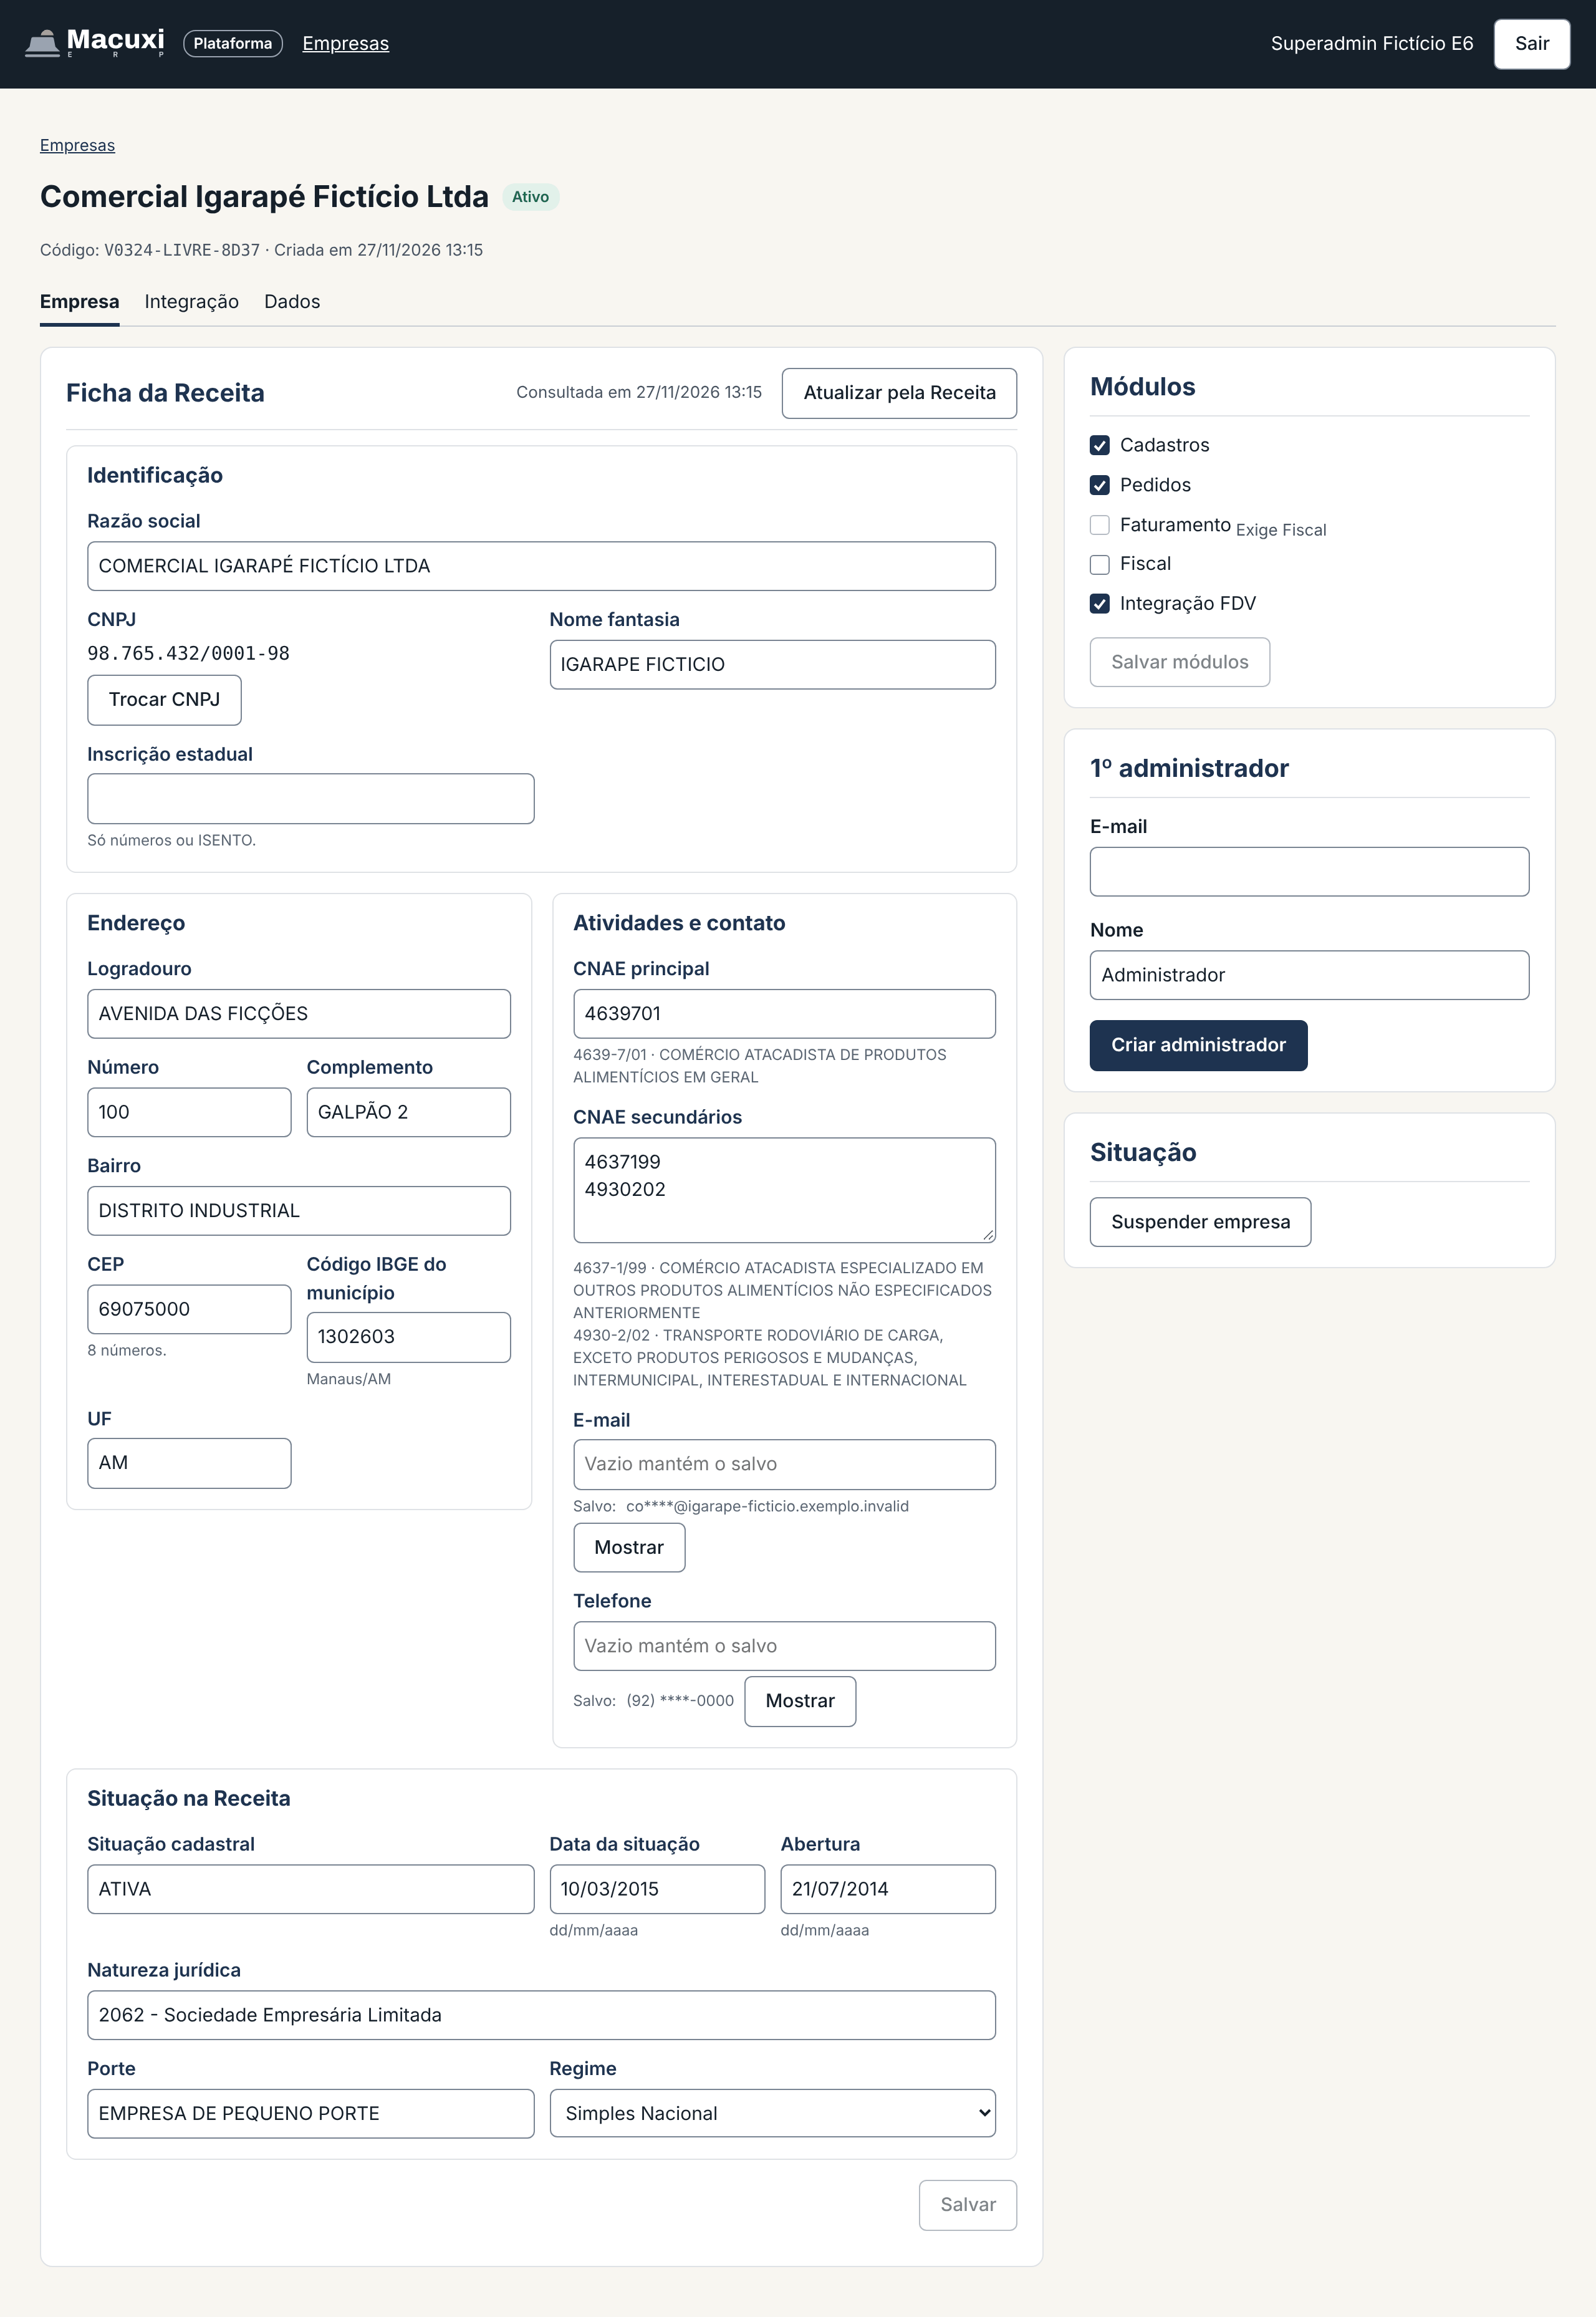 Macuxi
E R P
Plataforma
Empresas
Superadmin Fictício E6
Sair
Empresas
Comercial Igarapé Fictício Ltda
Ativo
Código: V0324-LIVRE-8D37 · Criada em 27/11/2026 13:15
Empresa
Integração
Dados
Ficha da Receita
Consultada em 27/11/2026 13:15
Atualizar pela Receita
Identificação
Razão social
COMERCIAL IGARAPÉ FICTÍCIO LTDA
CNPJ
98.765.432/0001-98
Trocar CNPJ
Nome fantasia
IGARAPE FICTICIO
Inscrição estadual
Só números ou ISENTO.
Endereço
Logradouro
AVENIDA DAS FICÇÕES
Número
100
Complemento
GALPÃO 2
Bairro
DISTRITO INDUSTRIAL
CEP
69075000
8 números.
Código IBGE do
município
1302603
Manaus/AM
UF
AM
Atividades e contato
CNAE principal
4639701
4639-7/01 · COMÉRCIO ATACADISTA DE PRODUTOS
ALIMENTÍCIOS EM GERAL
CNAE secundários
4637199
4930202
4637-1/99 · COMÉRCIO ATACADISTA ESPECIALIZADO EM
OUTROS PRODUTOS ALIMENTÍCIOS NÃO ESPECIFICADOS
ANTERIORMENTE
4930-2/02 · TRANSPORTE RODOVIÁRIO DE CARGA,
EXCETO PRODUTOS PERIGOSOS E MUDANÇAS,
INTERMUNICIPAL, INTERESTADUAL E INTERNACIONAL
E-mail
Vazio mantém o salvo
Salvo: co****@igarape-ficticio.exemplo.invalid
Mostrar
Telefone
Vazio mantém o salvo
Salvo: (92) ****-0000
Mostrar
Situação na Receita
Situação cadastral
ATIVA
Data da situação
10/03/2015
dd/mm/aaaa
Abertura
21/07/2014
dd/mm/aaaa
Natureza jurídica
2062 - Sociedade Empresária Limitada
Porte
EMPRESA DE PEQUENO PORTE
Regime
Simples Nacional
Salvar
Módulos
Cadastros
Pedidos
Faturamento Exige Fiscal
Fiscal
Integração FDV
Salvar módulos
1º administrador
E-mail
Nome
Administrador
Criar administrador
Situação
Suspender empresa